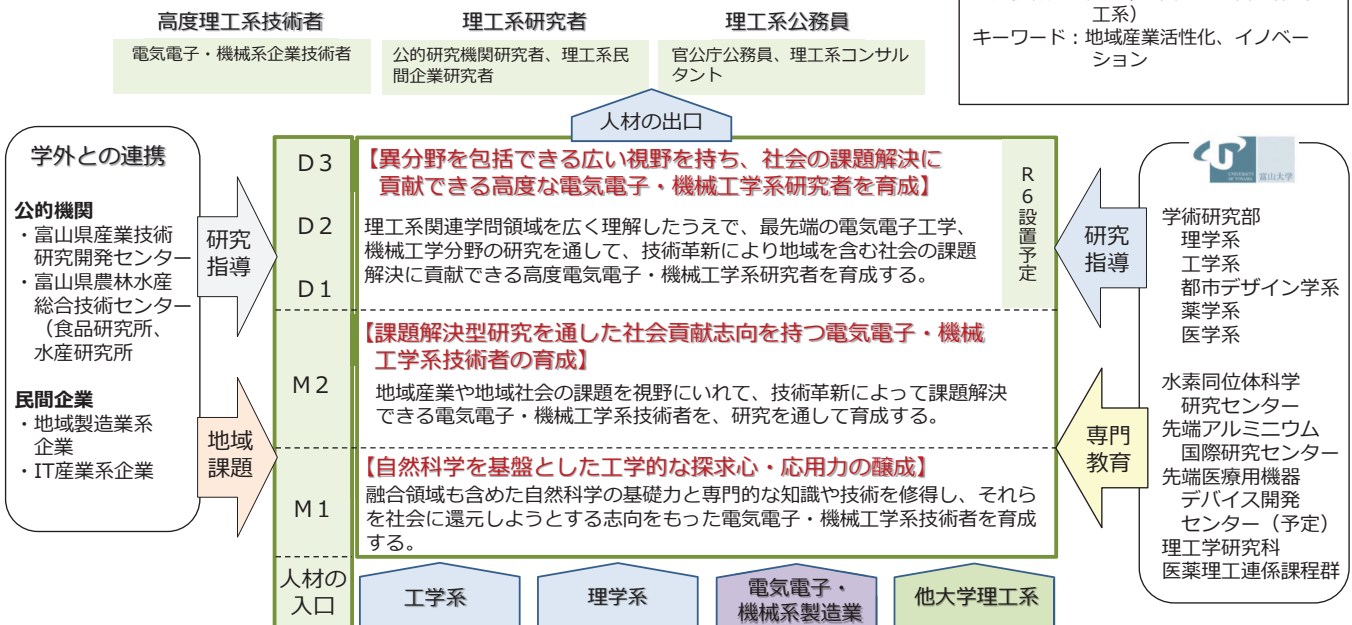 工系）
キーワード：地域産業活性化、イノベー
ション
高度理工系技術者
電気電子・機械系企業技術者
理工系研究者
公的研究機関研究者、理工系民
間企業研究者
理工系公務員
官公庁公務員、理工系コンサル
タント
人材の出口
学外との連携
公的機関
・富山県産業技術
研究開発センター
・富山県農林水産
総合技術センター
（食品研究所、
水産研究所
民間企業
・地域製造業系
企業
・IT産業系企業
研究
指導
地域
課題
D３
D２
D１
M２
M１
人材の
入口
【異分野を包括できる広い視野を持ち、社会の課題解決に
貢献できる高度な電気電子・機械工学系研究者を育成】
理工系関連学問領域を広く理解したうえで、最先端の電気電子工学、
機械工学分野の研究を通して、技術革新により地域を含む社会の課題
解決に貢献できる高度電気電子・機械工学系研究者を育成する。
R6設置予定
【課題解決型研究を通した社会貢献志向を持つ電気電子・機械
工学系技術者の育成】
地域産業や地域社会の課題を視野にいれて、技術革新によって課題解決
できる電気電子・機械工学系技術者を、研究を通して育成する。
【自然科学を基盤とした工学的な探求心・応用力の醸成】
融合領域も含めた自然科学の基礎力と専門的な知識や技術を修得し、それら
を社会に還元しようとする志向をもった電気電子・機械工学系技術者を育成
する。
工学系
理学系
電気電子・
機械系製造業
他大学理工系
研究
指導
専門
教育
富山大学
学術研究部
理学系
工学系
都市デザイン学系
薬学系
医学系
水素同位体科学
研究センター
先端アルミニウム
国際研究センター
先端医療用機器
デバイス開発
センター（予定）
理工学研究科
医薬理工連係課程群